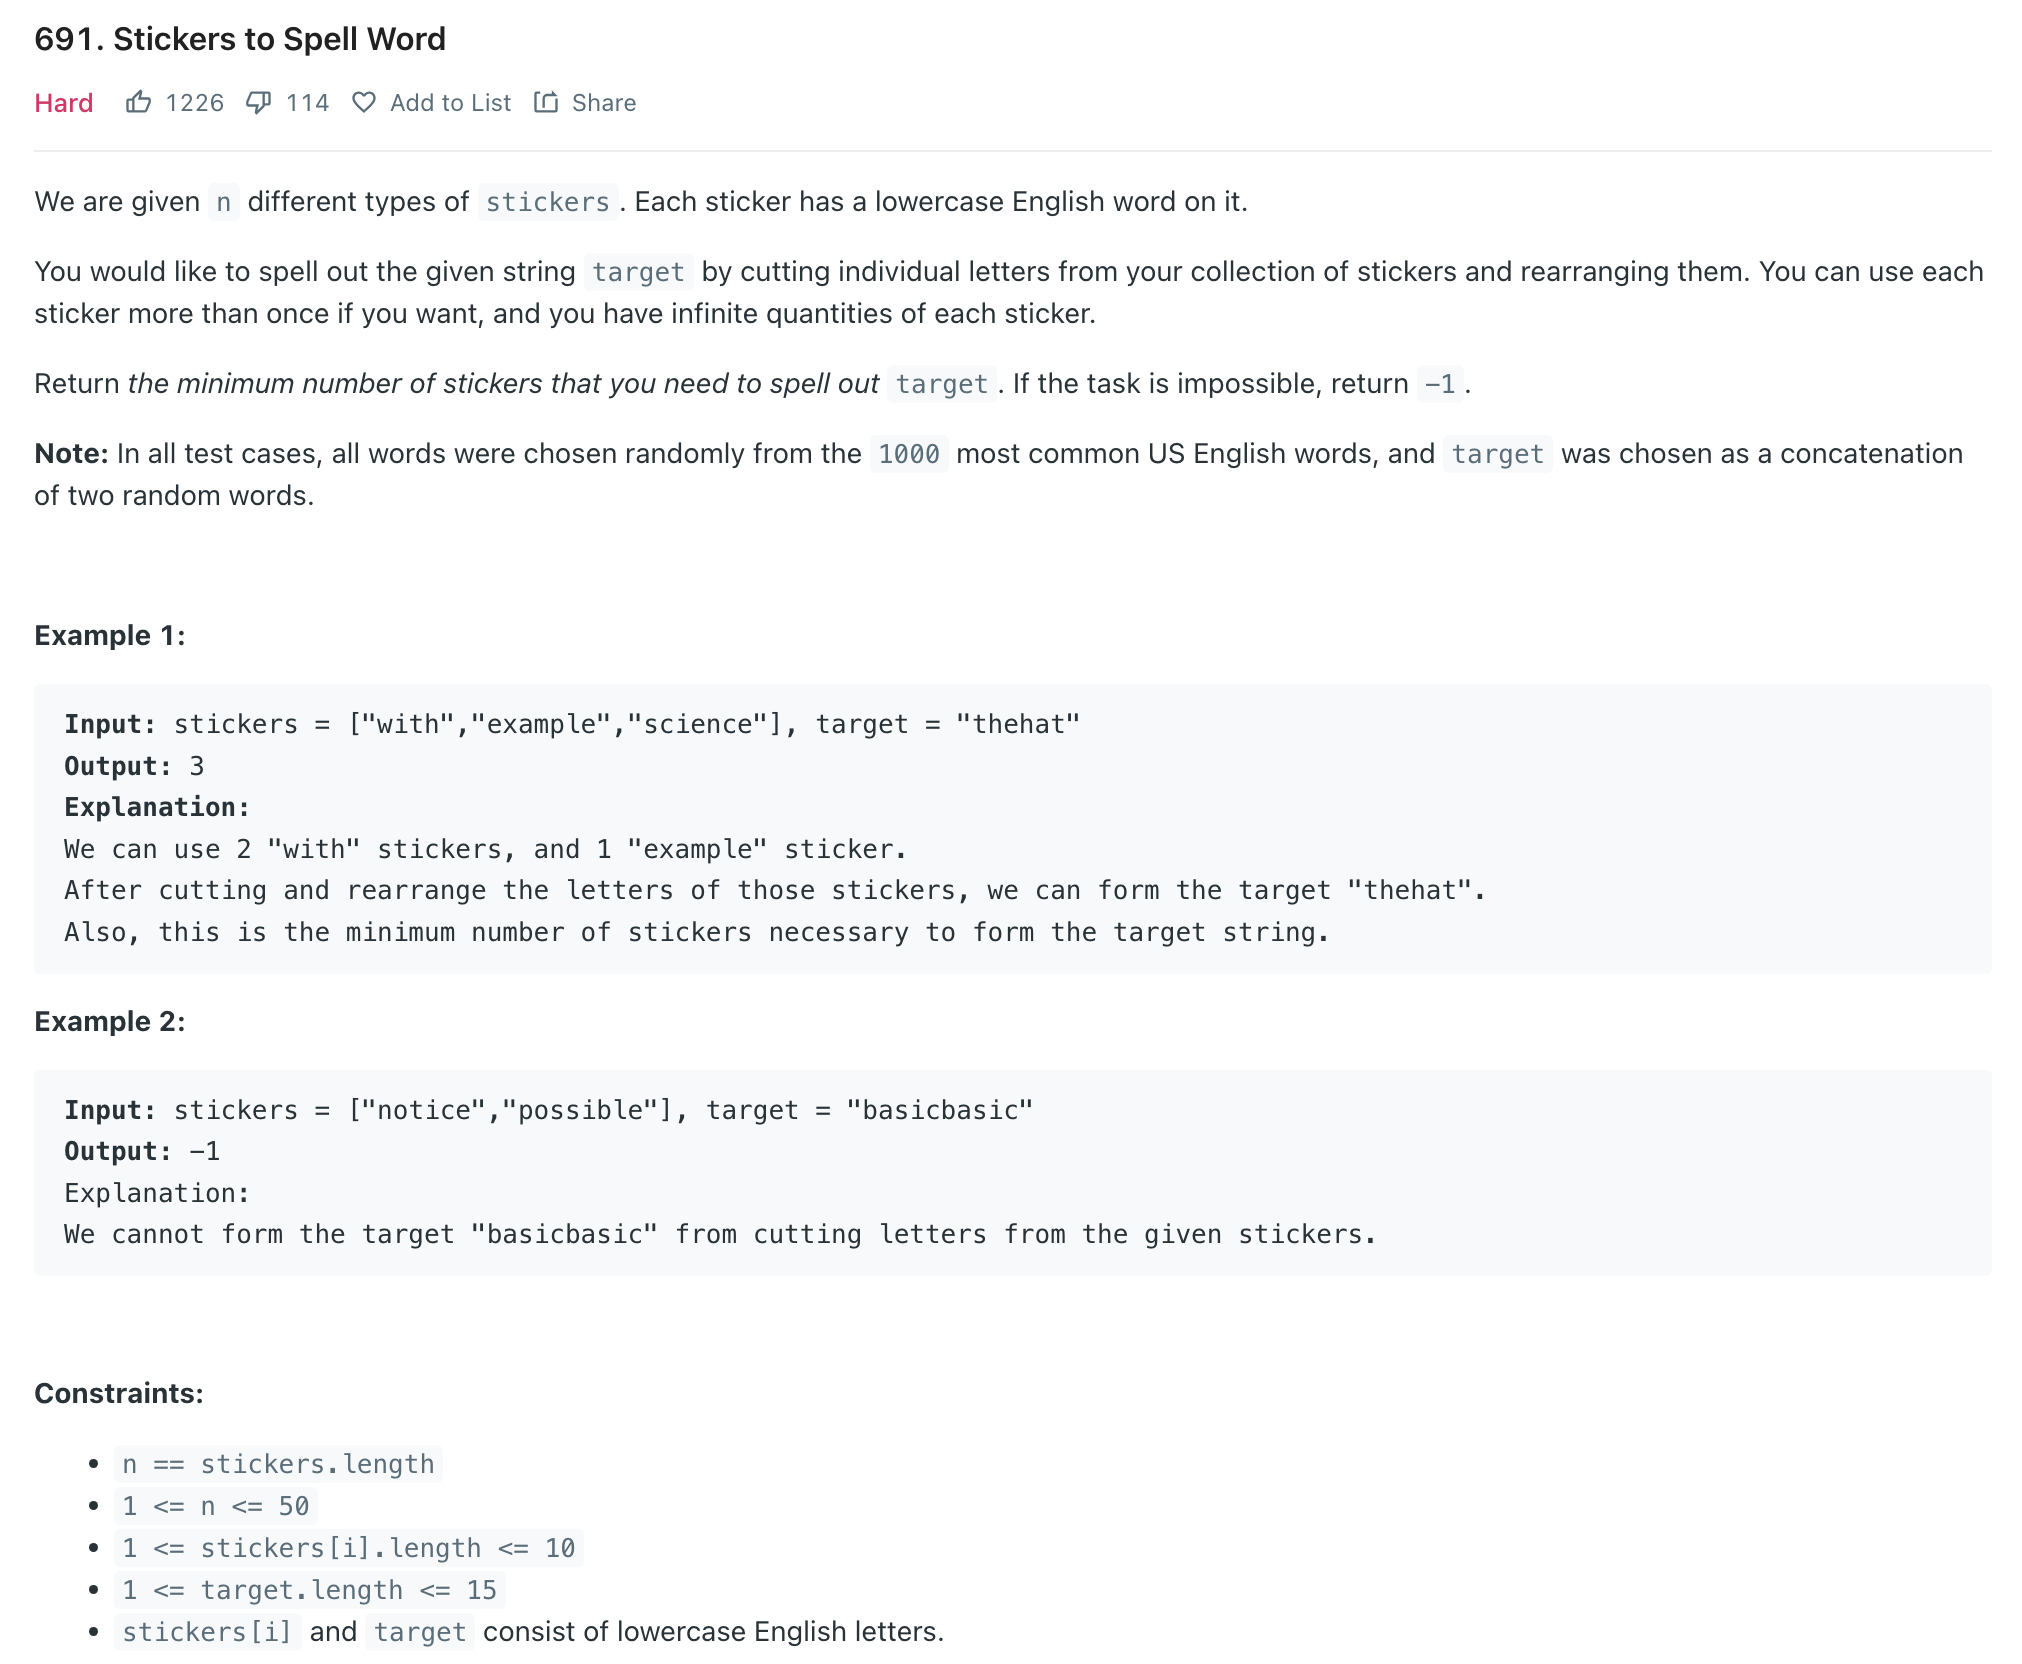 691. Stickers to Spell Word
Hard 1226 114 Add to List Share
We are given n different types of stickers. Each sticker has a lowercase English word on it.
You would like to spell out the given string target by cutting individual letters from your collection of stickers and rearranging them. You can use each
sticker more than once if you want, and you have infinite quantities of each sticker.
Return the minimum number of stickers that you need to spell out target. If the task is impossible, return -1.
Note: In all test cases, all words were chosen randomly from the 1000 most common US English words, and target was chosen as a concatenation
of two random words.
Example 1:
Input: stickers = ["with","example","science"], target = "thehat"
Output: 3
Explanation:
We can use 2 "with" stickers, and 1 "example" sticker.
After cutting and rearrange the letters of those stickers, we can form the target "thehat".
Also, this is the minimum number of stickers necessary to form the target string.
Example 2:
Input: stickers = ["notice","possible"], target = "basicbasic"
Output: -1
Explanation:
We cannot form the target "basicbasic" from cutting letters from the given stickers.
Constraints:
• n == stickers.length
• 1 <= n <= 50
• 1 <= stickers[i].length <= 10
• 1 <= target.length <= 15
• stickers[i] and target consist of lowercase English letters.